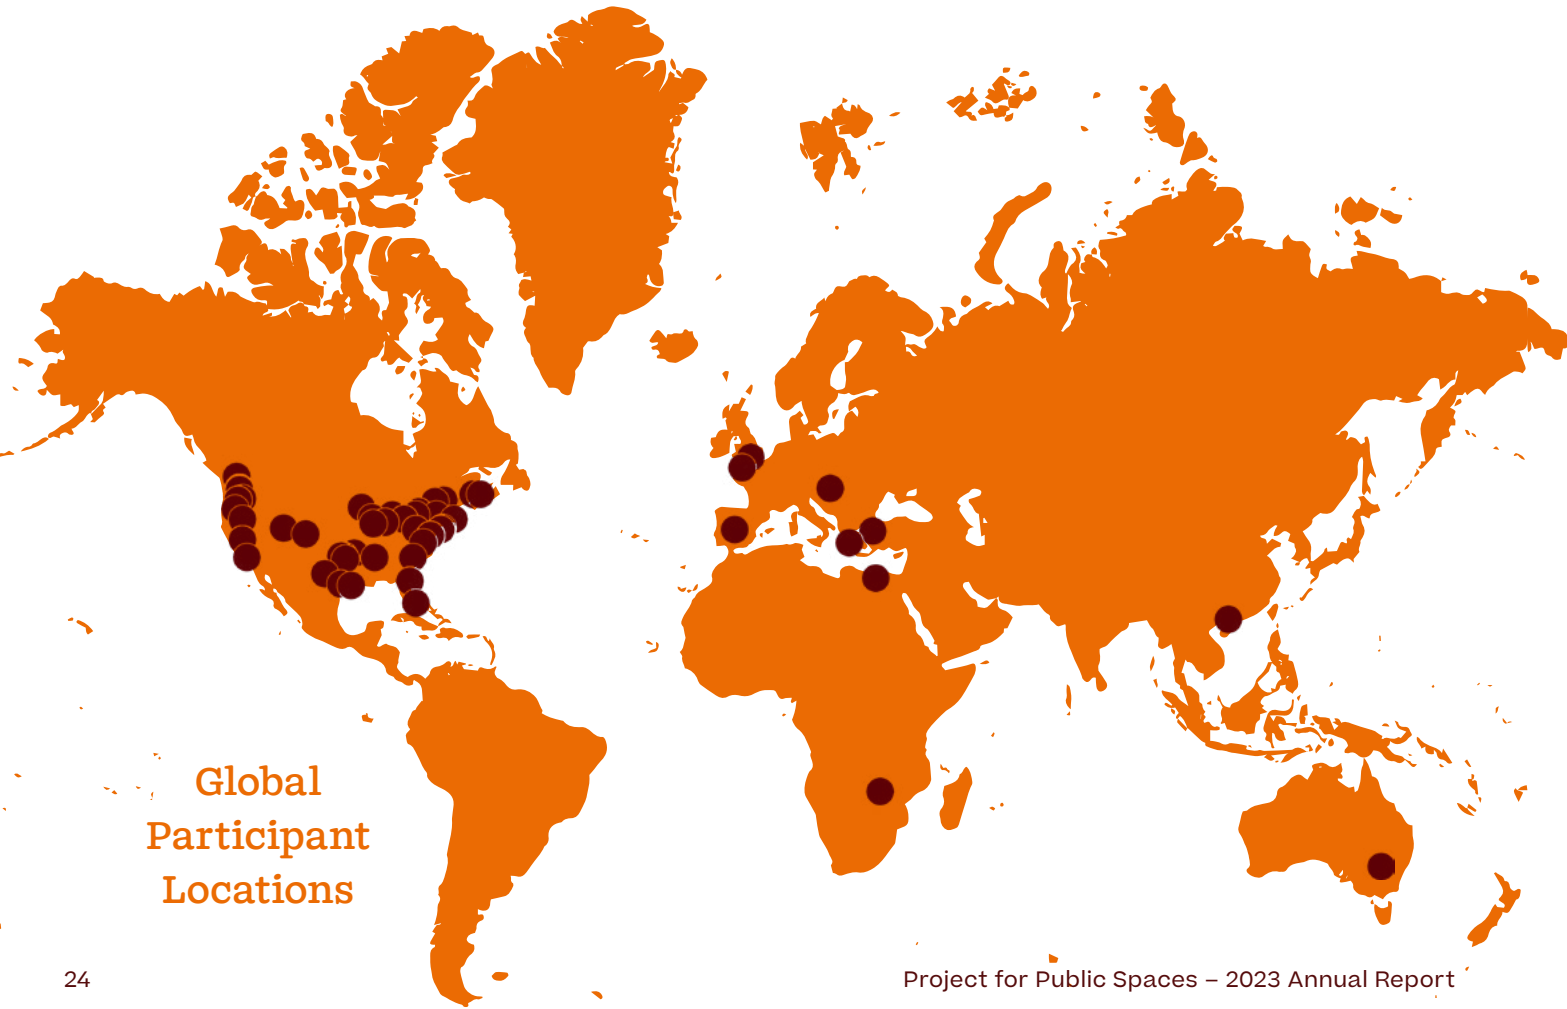 Global
Participant
Locations
24
Project for Public Spaces – 2023 Annual Report